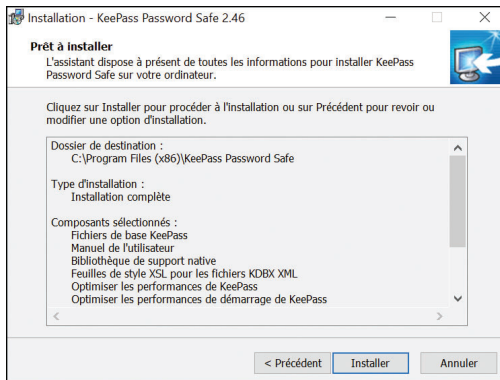 Installation - KeePass Password Safe 2.46
Prêt à installer
L'assistant dispose à présent de toutes les informations pour installer KeePass
Password Safe sur votre ordinateur.
Cliquez sur Installer pour procéder à l'installation ou sur Précédent pour revoir ou
modifier une option d'installation.
Dossier de destination :
C:\Program Files (x86)\KeePass Password Safe
Type d'installation :
Installation complète
Composants sélectionnés :
Fichiers de base KeePass
Manuel de l'utilisateur
Bibliothèque de support native
Feuilles de style XSL pour les fichiers KDBX XML
Optimiser les performances de KeePass
Optimiser les performances de démarrage de KeePass
< Précédent
Installer
Annuler